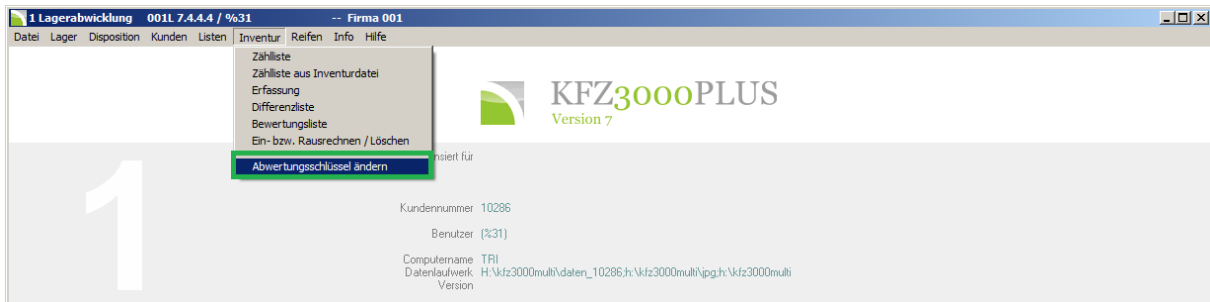 1 Lagerabwicklung 001L 7.4.4.4 / %31 -- Firma 001
Datei Lager Disposition Kunden Listen Inventur Reifen Info Hilfe
Zählliste
Zählliste aus Inventurdatei
Erfassung
Differenzliste
Bewertungsliste
Ein- bzw. Rausrechnen / Löschen
Abwertungsschlüssel ändern
KFZ3000PLUS
Version 7
1
nsiert für
Kundennummer 10286
Benutzer (%31)
Computername TRI
Datenlaufwerk H:\kfz3000multi\daten_10286;h:\kfz3000multi\jpg;h:\kfz3000multi
Version